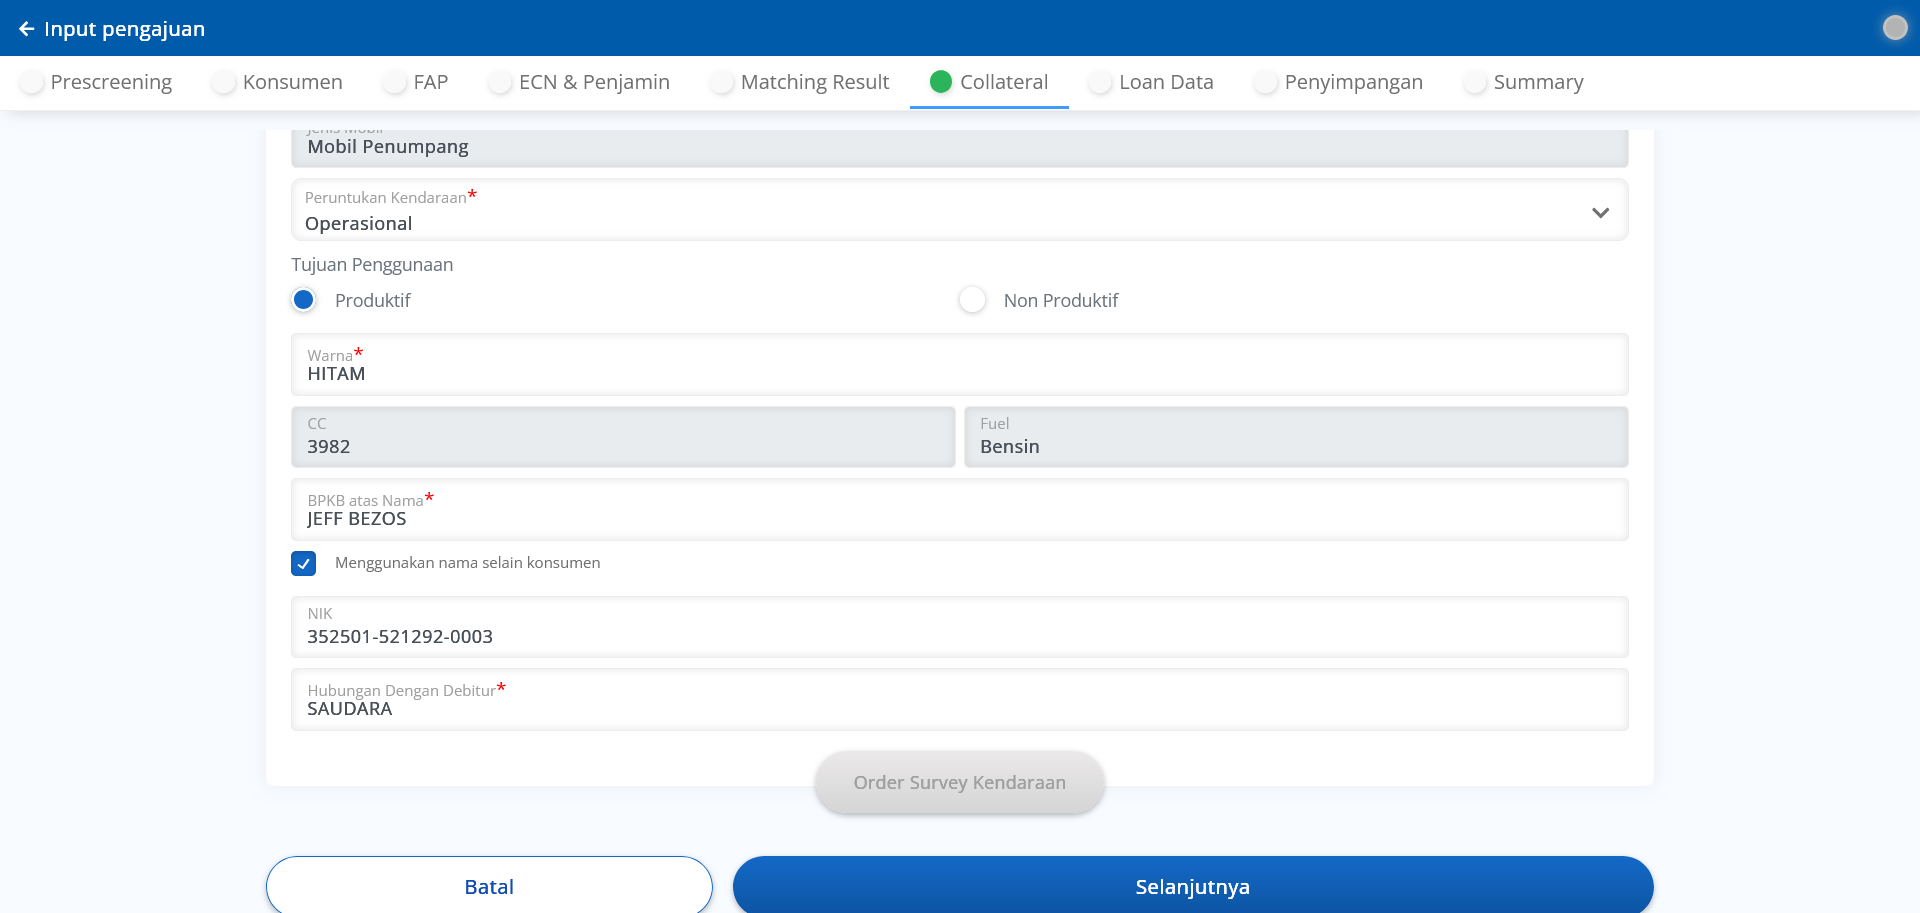 Input pengajuan
Prescreening Konsumen FAP ECN & Penjamin Matching Result Collateral Loan Data Penyimpangan Summary
Jenis Mobil
Mobil Penumpang
Peruntukan Kendaraan*
Operasional
Tujuan Penggunaan
Produktif Non Produktif
Warna*
HITAM
CC Fuel
3982 Bensin
BPKB atas Nama*
JEFF BEZOS
Menggunakan nama selain konsumen
NIK
352501-521292-0003
Hubungan Dengan Debitur*
SAUDARA
Order Survey Kendaraan
Batal Selanjutnya